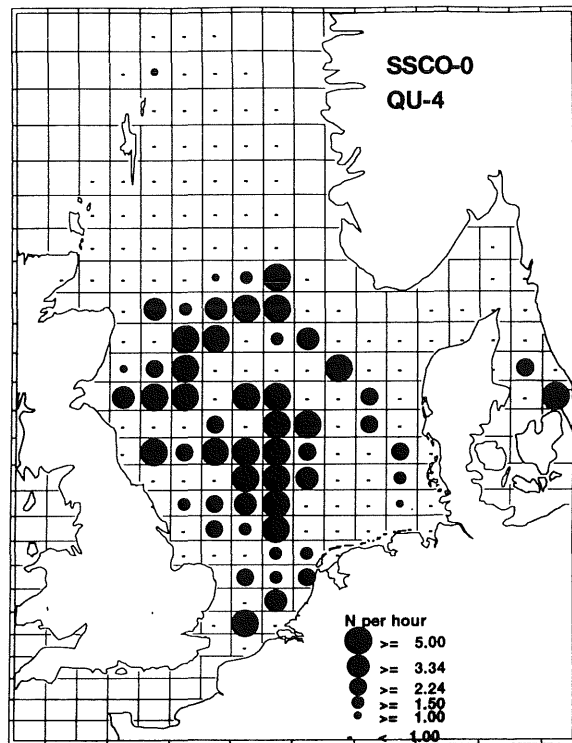 SSCO-0
QU-4
N per hour
>= 5.00
>= 3.34
>= 2.24
>= 1.50
>= 1.00
- < 1.00